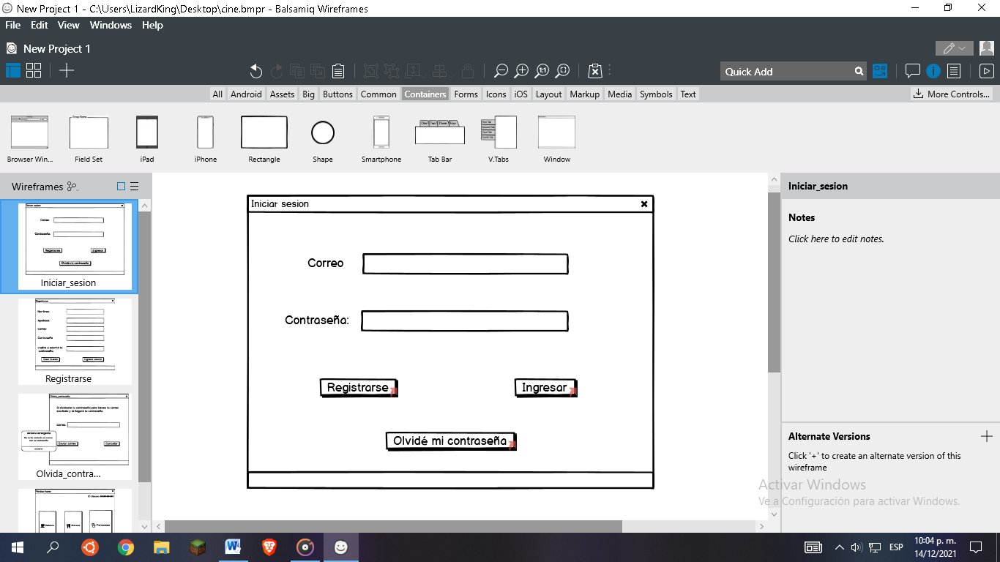 New Project 1 - C:\Users\LizardKing\Desktop\cine.bmpr - Balsamiq Wireframes
File Edit View Windows Help
New Project 1
1:1
Quick Add
All Android Assets Big Buttons Common Containers Forms Icons iOS Layout Markup Media Symbols Text
More Controls...
Browser Win... Field Set iPad iPhone Rectangle Shape Smartphone Tab Bar V.Tabs Window
Wireframes
Iniciar_sesion
Registrarse
Olvida_contra...
Iniciar sesion
Correo
Contraseña:
Registrarse
Ingresar
Olvidé mi contraseña
Iniciar_sesion
Notes
Click here to edit notes.
Alternate Versions
Click '+' to create an alternate version of this
wireframe
Activar Windows
Ve a Configuración para activar Windows.
ESP
10:04 p. m.
14/12/2021